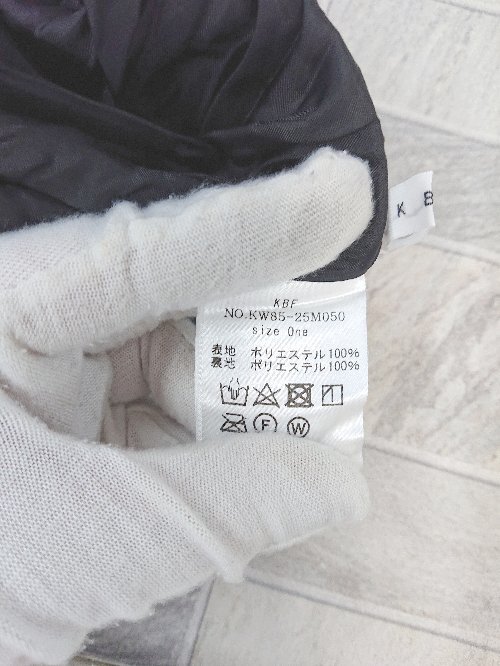 K B
KBF
NO.KW85-25M050
size One
表地 ポリエステル100%
裏地 ポリエステル100%
F W